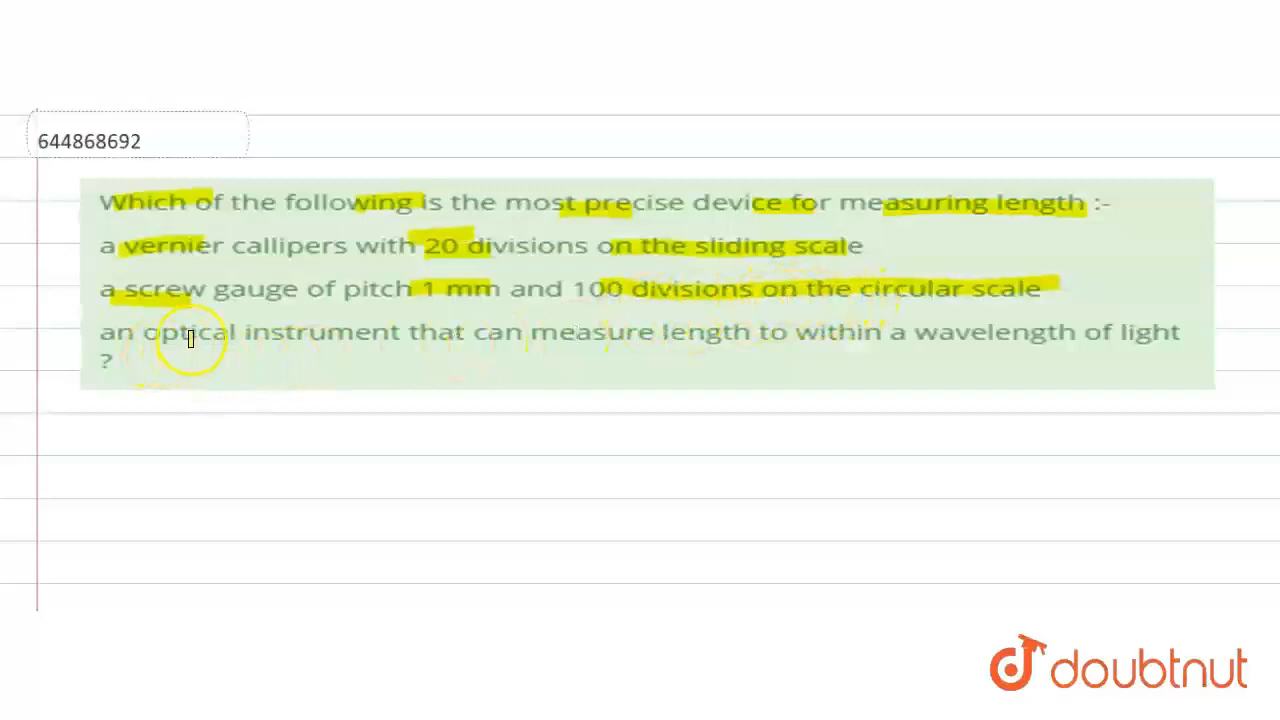 644868692
Which of the following is the most precise device for measuring length :-
a vernier callipers with 20 divisions on the sliding scale
a screw gauge of pitch 1 mm and 100 divisions on the circular scale
an optical instrument that can measure length to within a wavelength of light
?
doubtnut